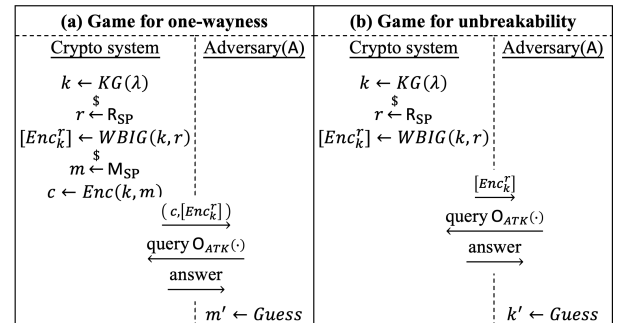 (a) Game for one-wayness
Crypto system Adversary(A)
k ← KG(λ)
$
r ← R_SP
[Enc_k^r] ← WBIG(k, r)
$
m ← M_SP
c ← Enc(k, m)
(c,[Enc_k^r])
query O_ATK(·)
answer
m′ ← Guess
(b) Game for unbreakability
Crypto system Adversary(A)
k ← KG(λ)
$
r ← R_SP
[Enc_k^r] ← WBIG(k, r)
[Enc_k^r]
query O_ATK(·)
answer
k′ ← Guess